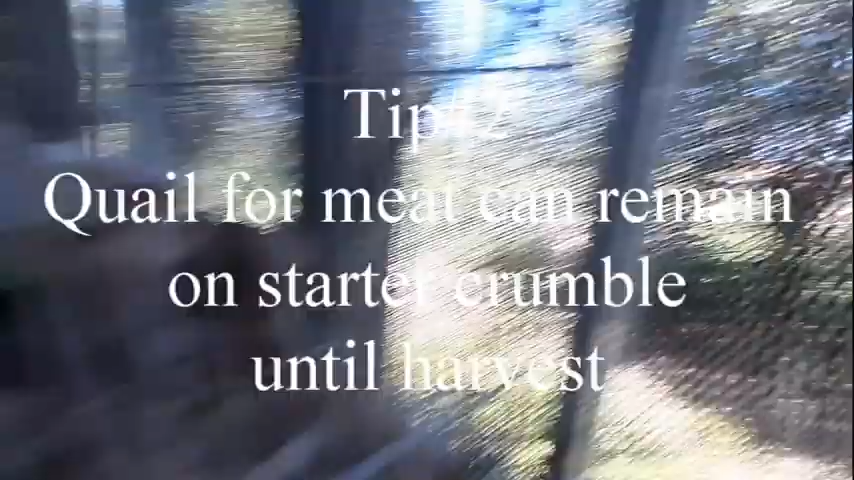 Tip#2
Quail for meat can remain
on starter crumble
until harvest